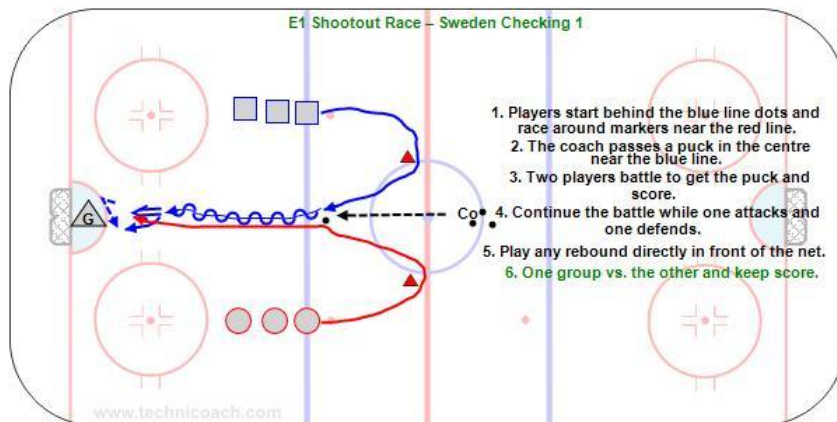 E1 Shootout Race – Sweden Checking 1
1. Players start behind the blue line dots and
race around markers near the red line.
2. The coach passes a puck in the centre
near the blue line.
3. Two players battle to get the puck and
score.
Co
4. Continue the battle while one attacks and
one defends.
G
5. Play any rebound directly in front of the net.
6. One group vs. the other and keep score.
www.technicoach.com